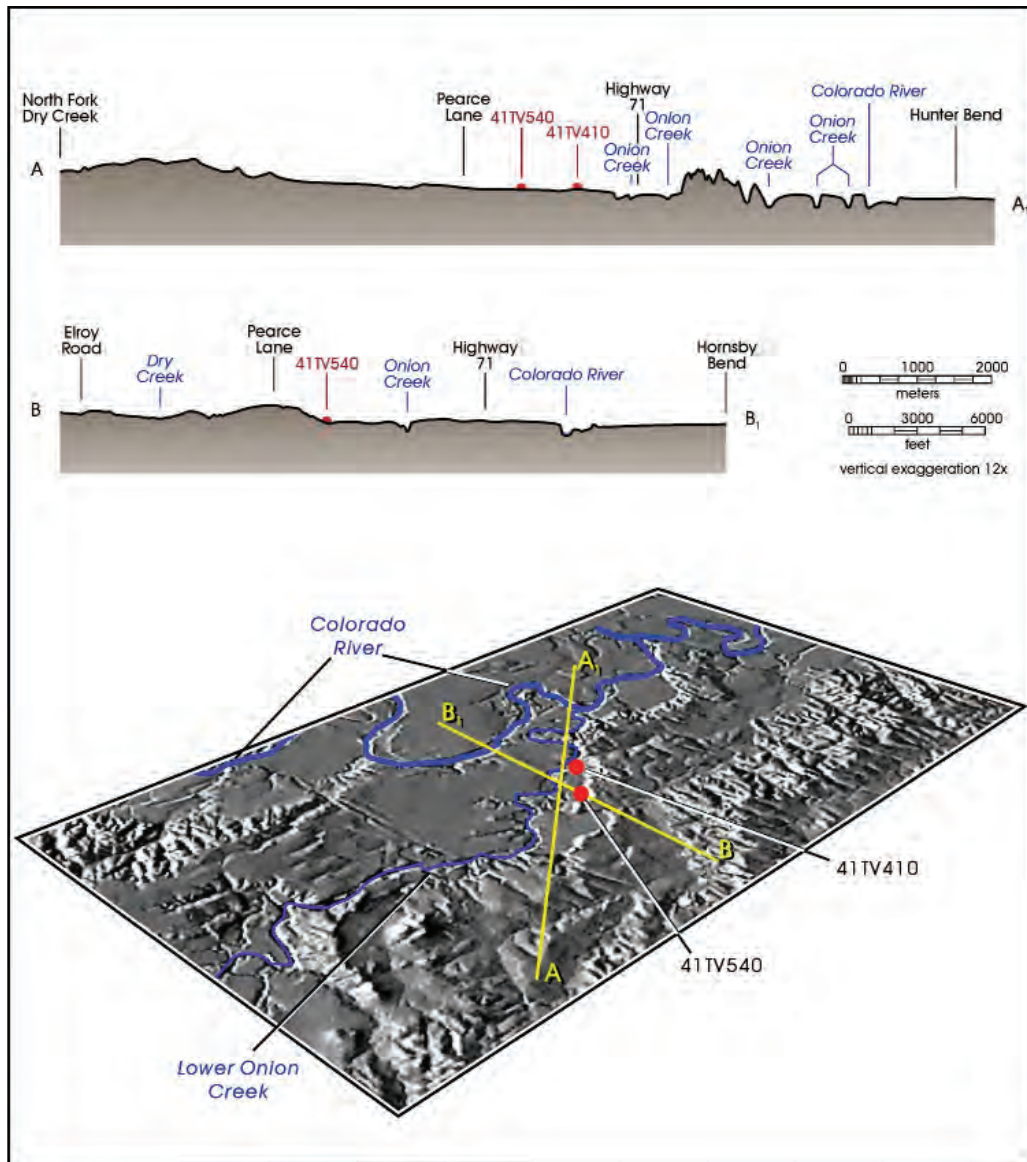 North Fork
Dry Creek
Pearce
Lane
41TV540
41TV410
Highway
71
Onion
Creek
Onion
Creek
Onion
Creek
Onion
Creek
Colorado River
Hunter Bend
A
A1
Elroy
Road
Dry
Creek
Pearce
Lane
41TV540
Onion
Creek
Highway
71
Colorado River
Hornsby
Bend
B
B1
0 1000 2000
meters
0 3000 6000
feet
vertical exaggeration 12x
Colorado
River
A1
B1
B
A
41TV410
41TV540
Lower Onion
Creek